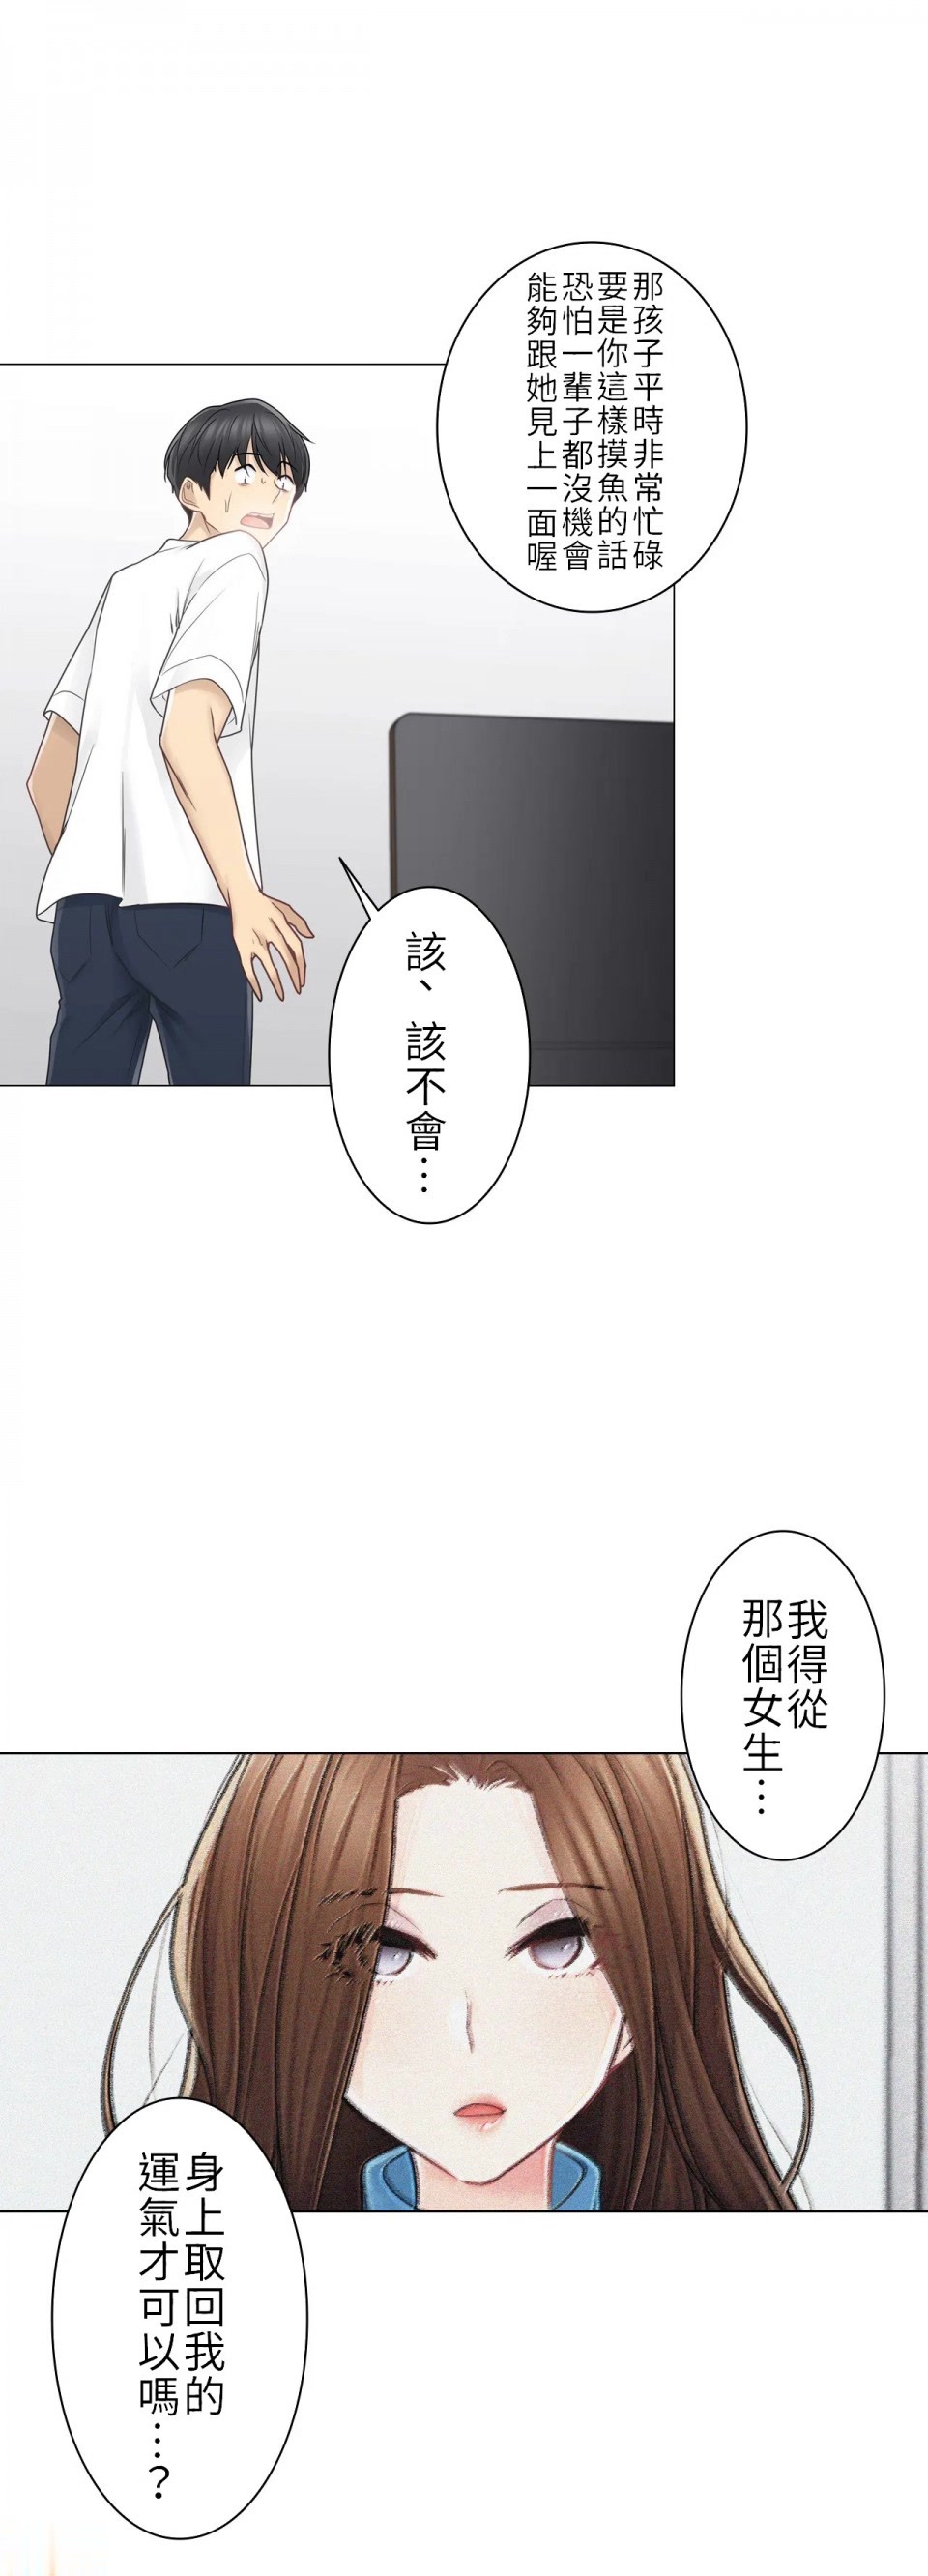 那孩子平時非常忙碌
要是你這樣摸魚的話
恐怕一輩子都沒機會
能夠跟她見上一面喔
該、該不會…
我得從
那個女生…
身上取回我的
運氣才可以嗎…?